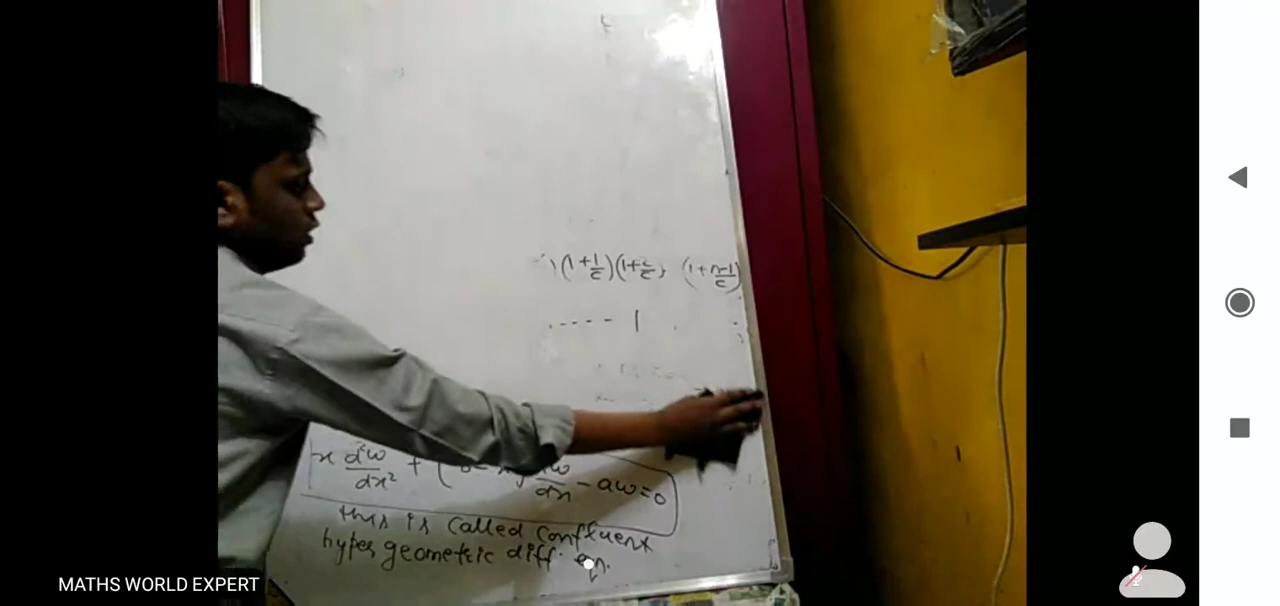 (1+1/c)(1+2/c), (1+n-1/c)
----- 1
x d²w/dx² + (b-x) dw/dx - aw=0
this is called confluent
hyper geometric diff. eqn.
MATHS WORLD EXPERT